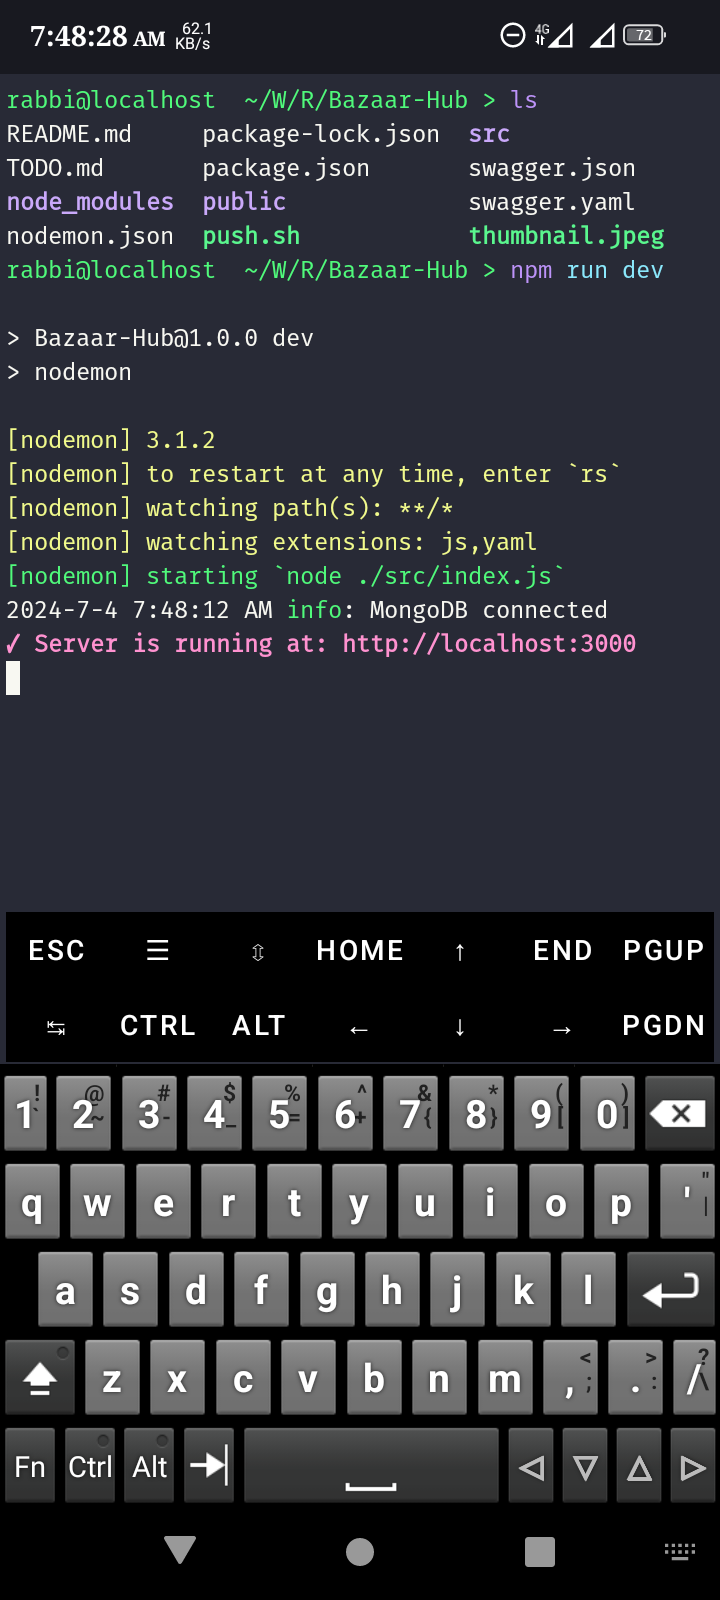 7:48:28 AM 62.1 KB/s 4G 72
rabbi@localhost ~/W/R/Bazaar-Hub > ls
README.md package-lock.json src
TODO.md package.json swagger.json
node_modules public swagger.yaml
nodemon.json push.sh thumbnail.jpeg
rabbi@localhost ~/W/R/Bazaar-Hub > npm run dev
> Bazaar-Hub@1.0.0 dev
> nodemon
[nodemon] 3.1.2
[nodemon] to restart at any time, enter `rs`
[nodemon] watching path(s): **/*
[nodemon] watching extensions: js,yaml
[nodemon] starting `node ./src/index.js`
2024-7-4 7:48:12 AM info: MongoDB connected
✓ Server is running at: http://localhost:3000
ESC ☰ ⇳ HOME ↑ END PGUP
↹ CTRL ALT ← ↓ → PGDN
1 ! ` 2 @ ~ 3 # - 4 $ _ 5 % = 6 ^ + 7 & { 8 * } 9 ( [ 0 ) ]
q w e r t y u i o p ' " |
a s d f g h j k l
z x c v b n m , < ; . > : / ? \
Fn Ctrl Alt